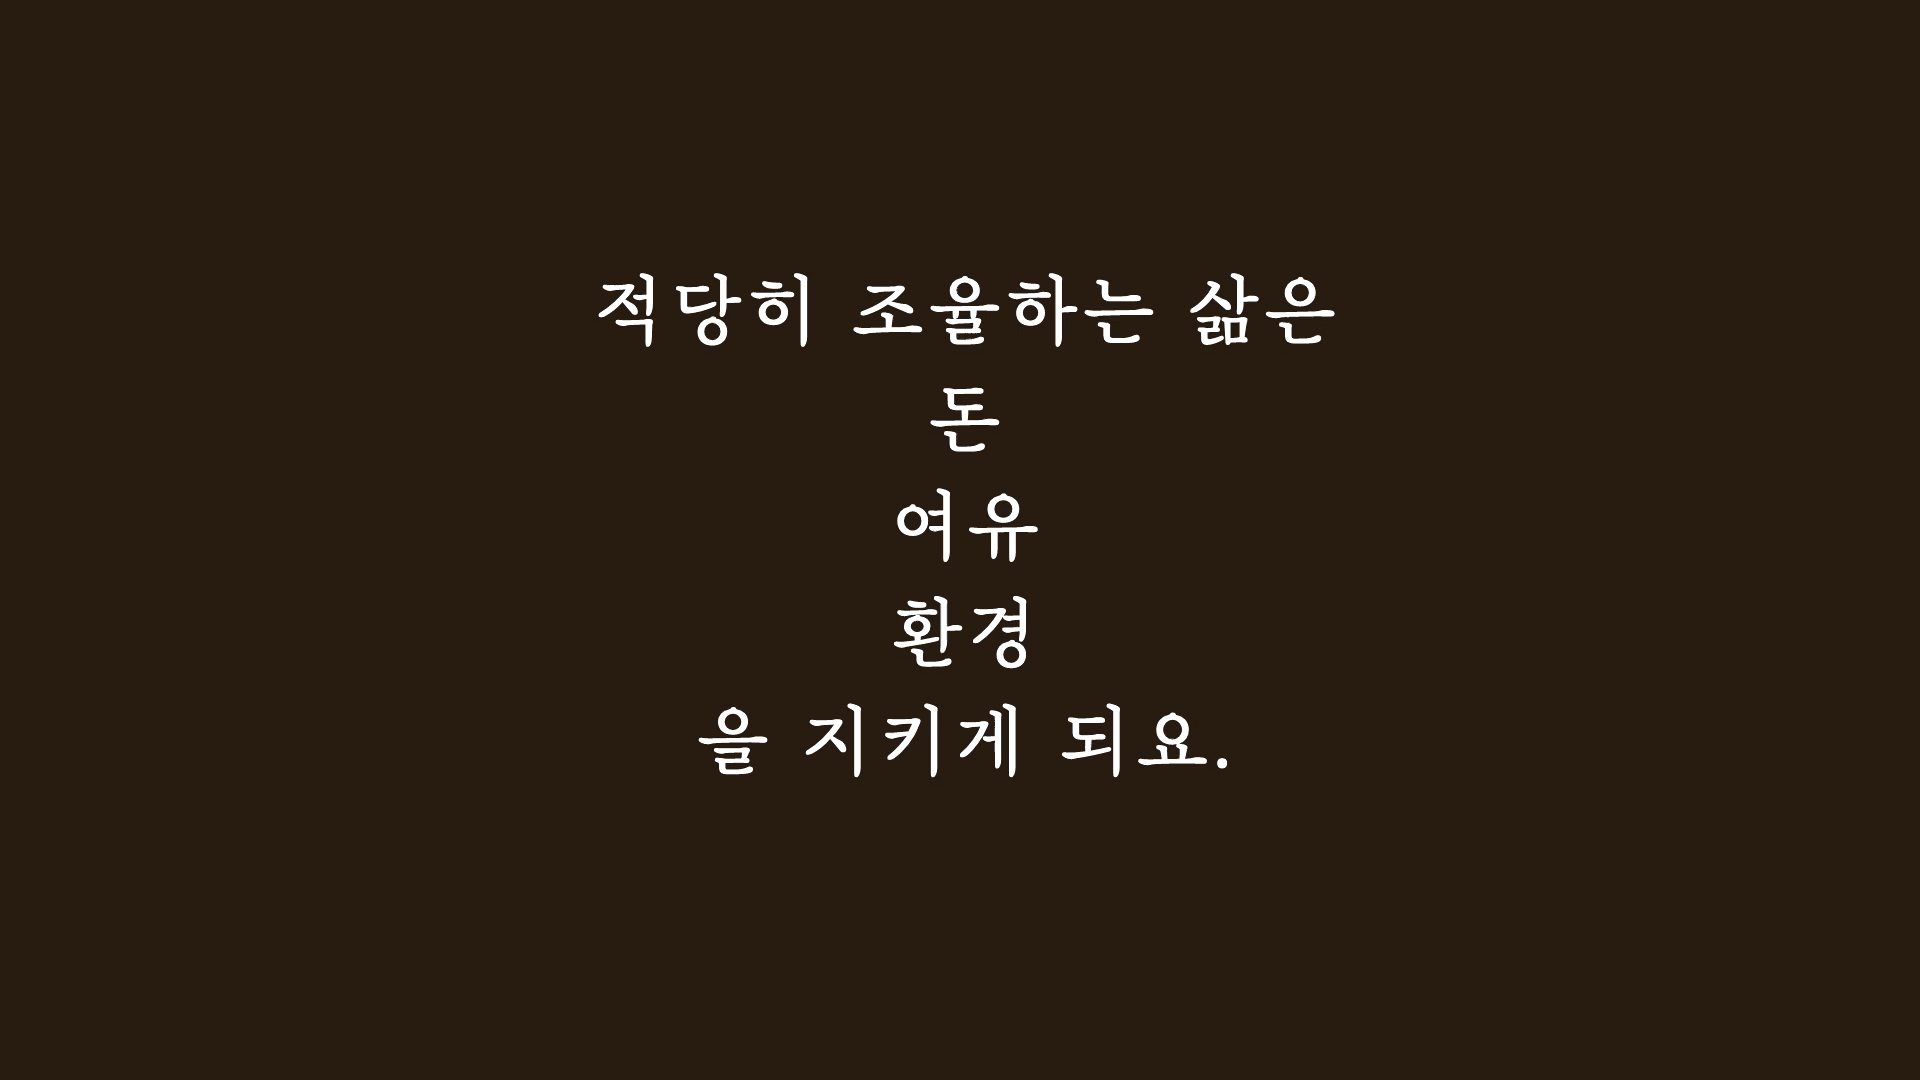 적당히 조율하는 삶은
돈
여유
환경
을 지키게 되요.